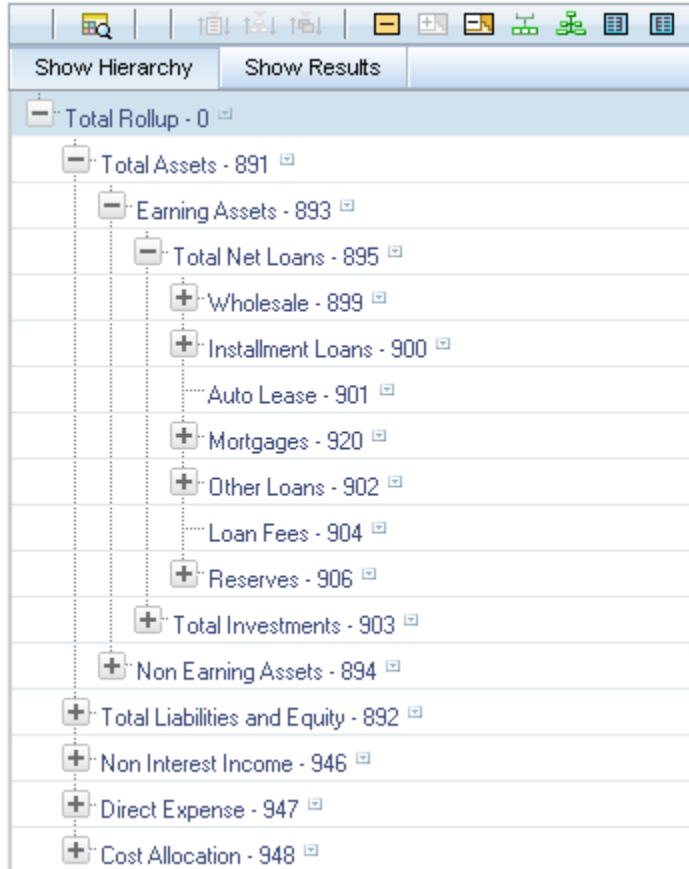 Show Hierarchy Show Results
Total Rollup - 0
Total Assets - 891
Earning Assets - 893
Total Net Loans - 895
Wholesale - 899
Installment Loans - 900
Auto Lease - 901
Mortgages - 920
Other Loans - 902
Loan Fees - 904
Reserves - 906
Total Investments - 903
Non Earning Assets - 894
Total Liabilities and Equity - 892
Non Interest Income - 946
Direct Expense - 947
Cost Allocation - 948